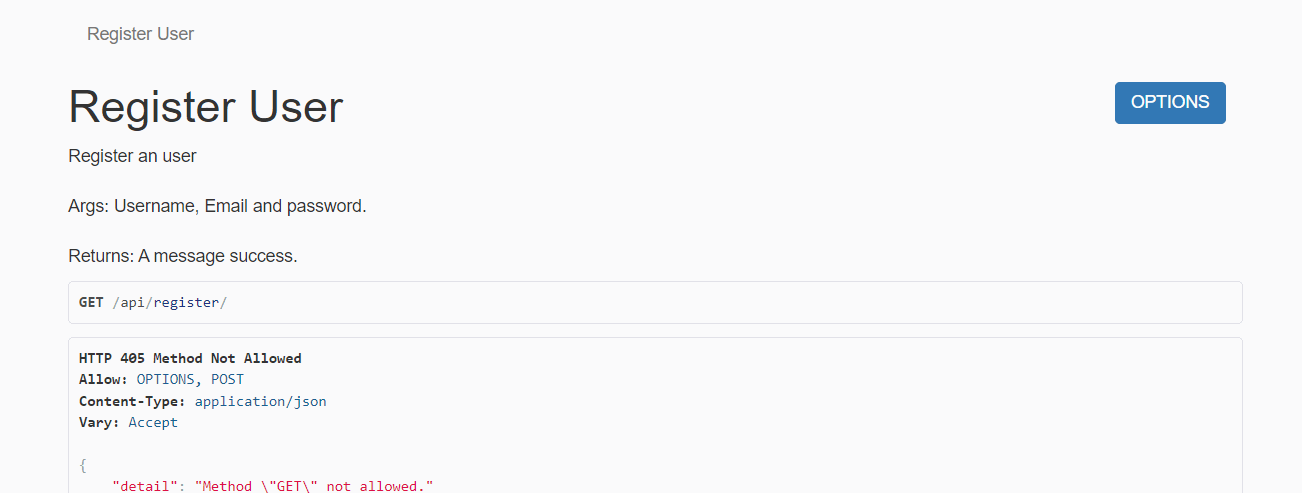 Register User
Register User
OPTIONS
Register an user
Args: Username, Email and password.
Returns: A message success.
GET /api/register/
HTTP 405 Method Not Allowed
Allow: OPTIONS, POST
Content-Type: application/json
Vary: Accept
{
"detail": "Method \"GET\" not allowed."